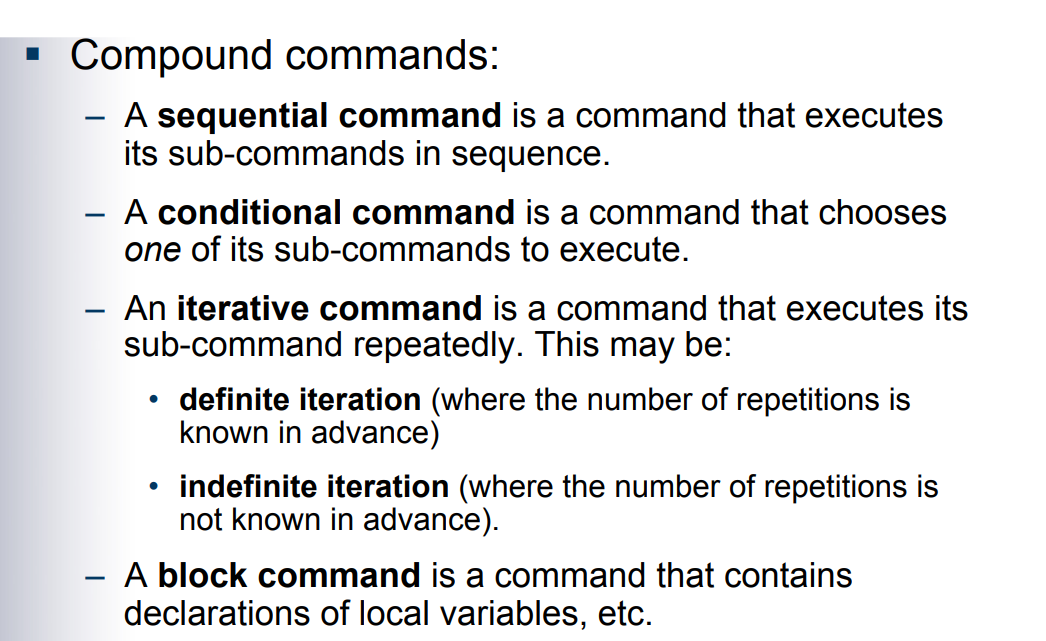 ▪ Compound commands:
– A sequential command is a command that executes
its sub-commands in sequence.
– A conditional command is a command that chooses
one of its sub-commands to execute.
– An iterative command is a command that executes its
sub-command repeatedly. This may be:
• definite iteration (where the number of repetitions is
known in advance)
• indefinite iteration (where the number of repetitions is
not known in advance).
– A block command is a command that contains
declarations of local variables, etc.